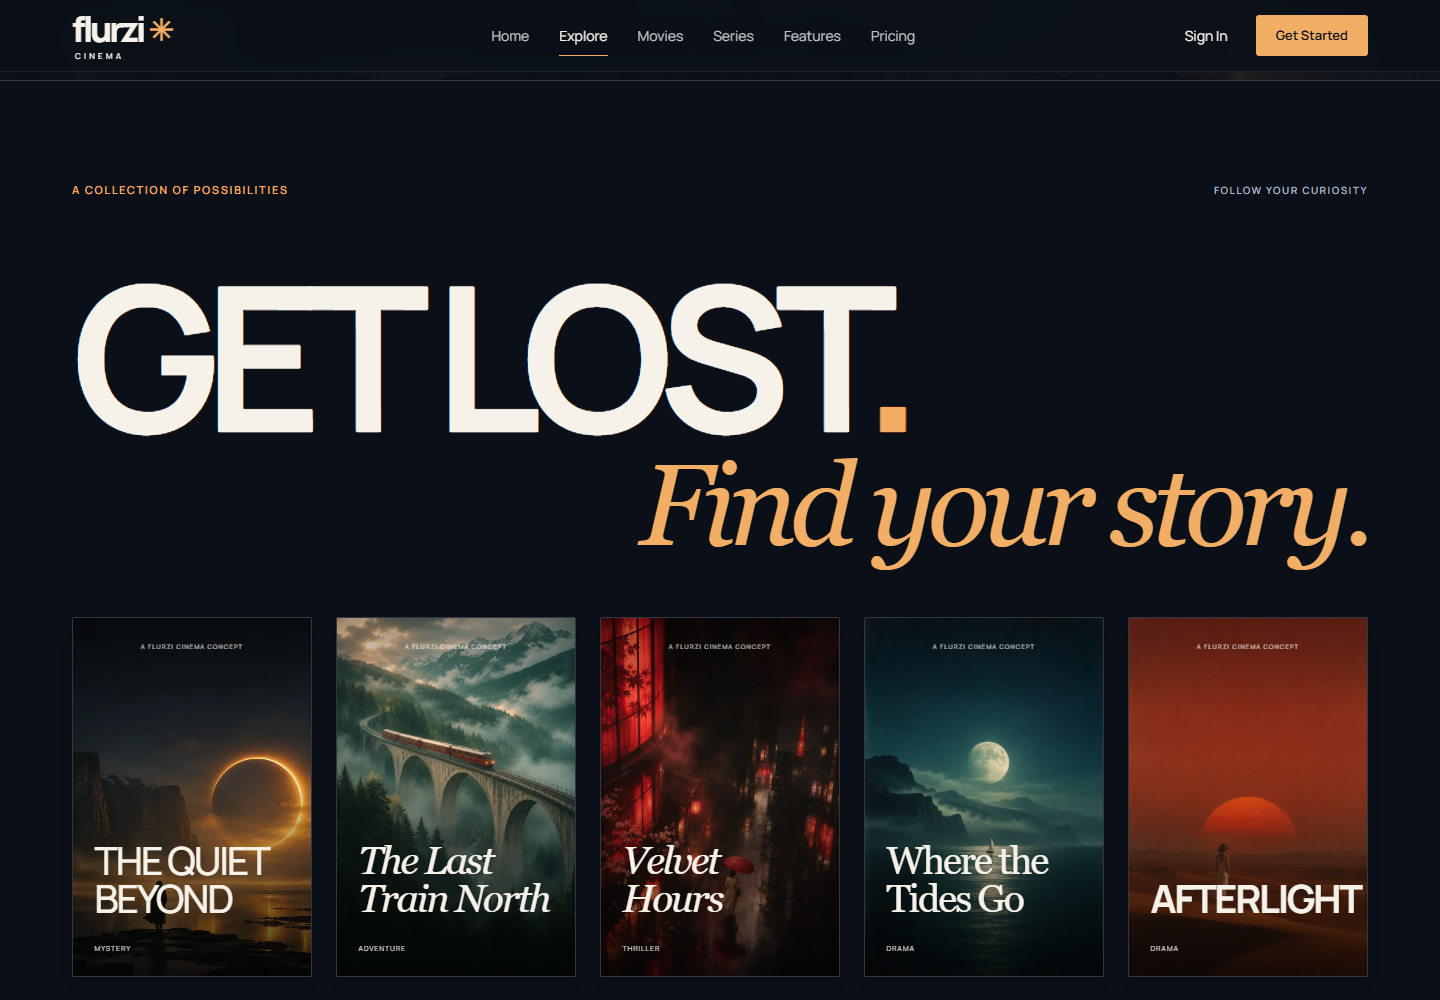 flurzi
CINEMA
Home
Explore
Movies
Series
Features
Pricing
Sign In
Get Started
A COLLECTION OF POSSIBILITIES
FOLLOW YOUR CURIOSITY
GET LOST.
Find your story.
A FLURZI CINEMA CONCEPT
THE QUIET
BEYOND
MYSTERY
A FLURZI CINEMA CONCEPT
The Last
Train North
ADVENTURE
A FLURZI CINEMA CONCEPT
Velvet
Hours
THRILLER
A FLURZI CINEMA CONCEPT
Where the
Tides Go
DRAMA
A FLURZI CINEMA CONCEPT
AFTERLIGHT
DRAMA